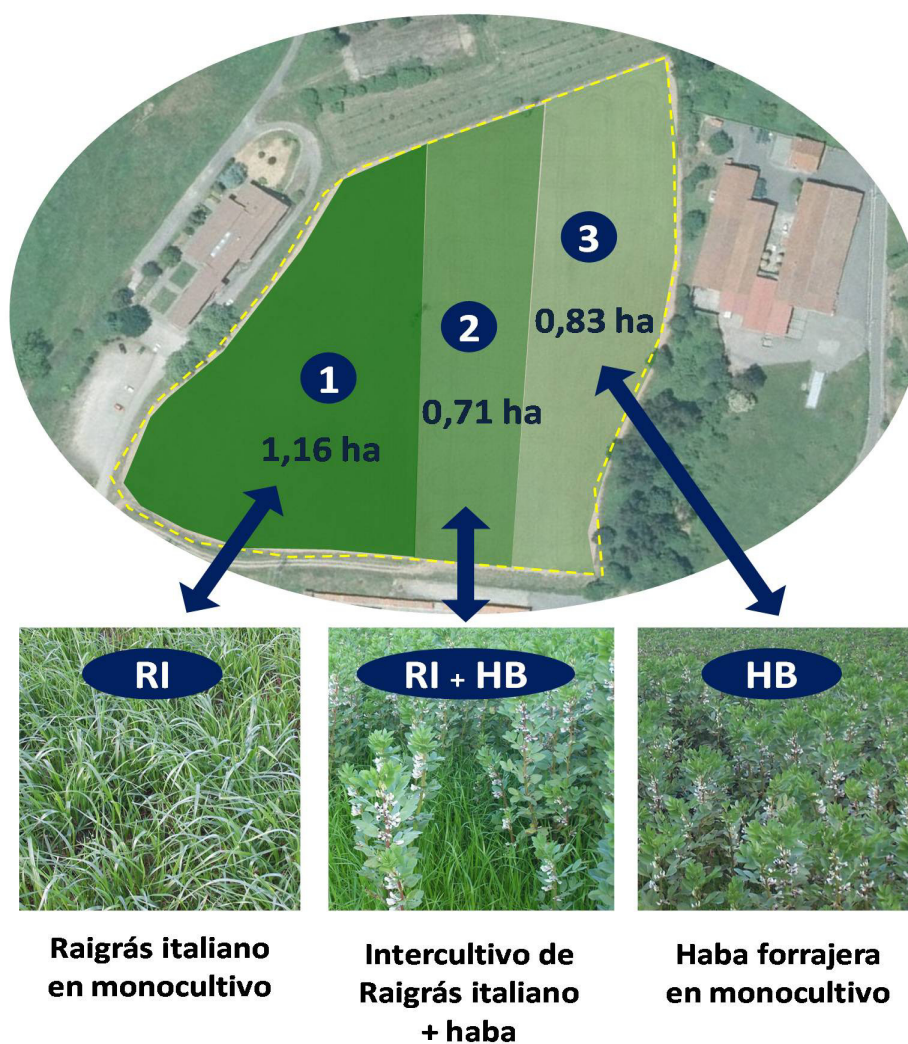 3
0,83 ha
2
0,71 ha
1
1,16 ha
RI
RI + HB
HB
Raigrás italiano
en monocultivo
Intercultivo de
Raigrás italiano
+ haba
Haba forrajera
en monocultivo